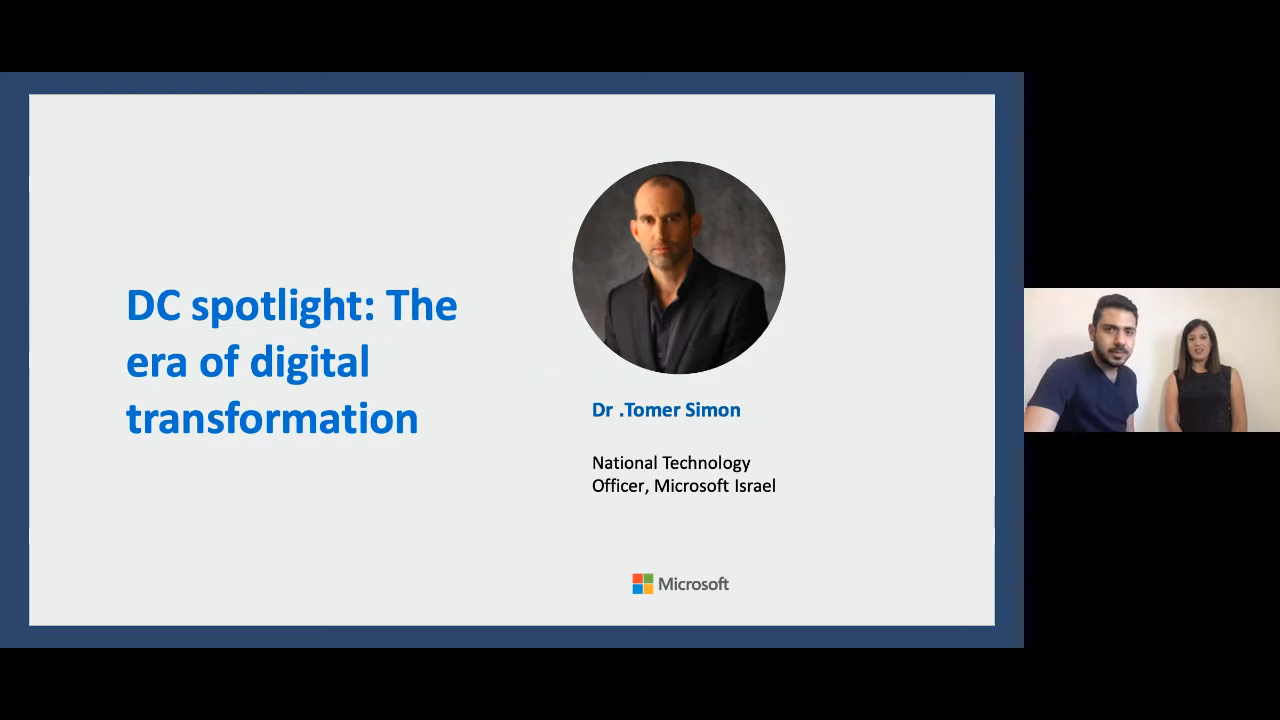 DC spotlight: The
era of digital
transformation
Dr .Tomer Simon
National Technology
Officer, Microsoft Israel
Microsoft